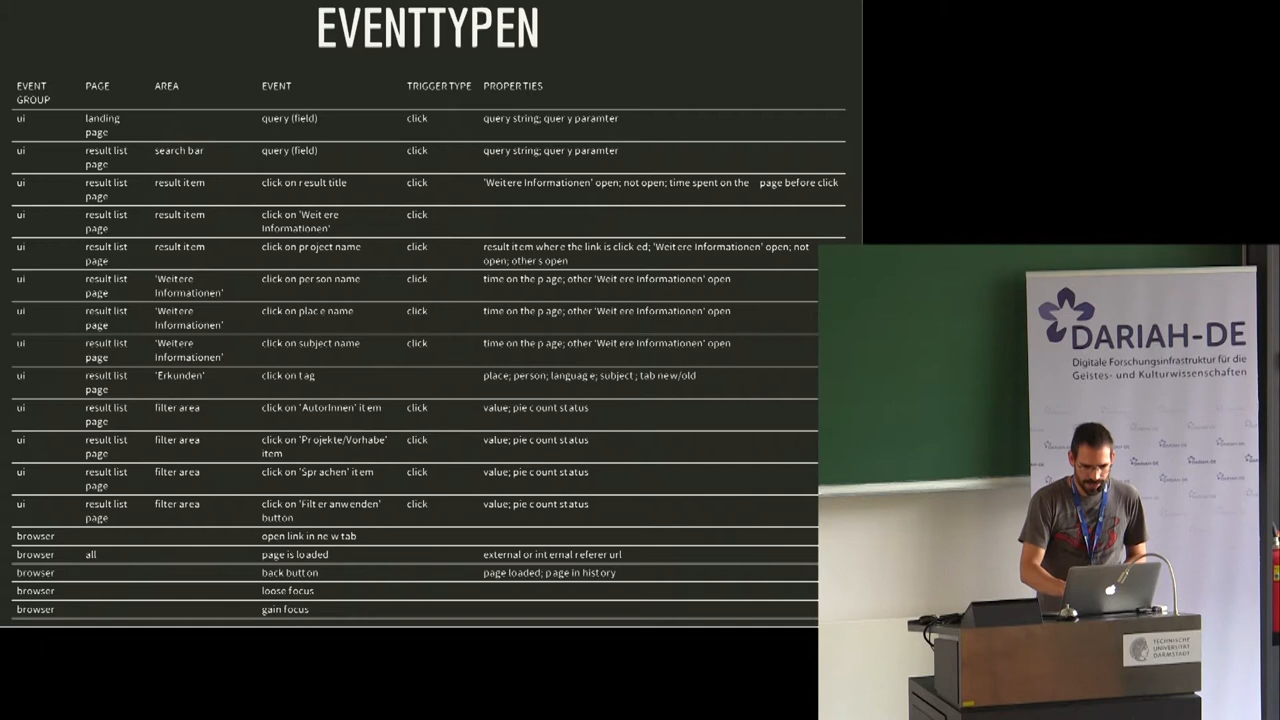 EVENTTYPEN
EVENT GROUP PAGE AREA EVENT TRIGGER TYPE PROPERTIES
ui landing page query (field) click query string; query paramter
ui result list page search bar query (field) click query string; query paramter
ui result list page result item click on result title click 'Weitere Informationen' open; not open; time spent on the page before click
ui result list page result item click on 'Weitere Informationen' click
ui result list page result item click on project name click result item where the link is clicked; 'Weitere Informationen' open; not open; others open
ui result list page 'Weitere Informationen' click on person name click time on the page; other 'Weitere Informationen' open
ui result list page 'Weitere Informationen' click on place name click time on the page; other 'Weitere Informationen' open
ui result list page 'Weitere Informationen' click on subject name click time on the page; other 'Weitere Informationen' open
ui result list page 'Erkunden' click on tag click place; person; language; subject; tab new/old
ui result list page filter area click on 'AutorInnen' item click value; pie count status
ui result list page filter area click on 'Projekte/Vorhabe' item click value; pie count status
ui result list page filter area click on 'Sprachen' item click value; pie count status
ui result list page filter area click on 'Filter anwenden' button click value; pie count status
browser open link in new tab
browser all page is loaded external or internal referer url
browser back button page loaded; page in history
browser loose focus
browser gain focus
DARIAH-DE
Digitale Forschungsinfrastruktur für die
Geistes- und Kulturwissenschaften
TECHNISCHE
UNIVERSITÄT
DARMSTADT